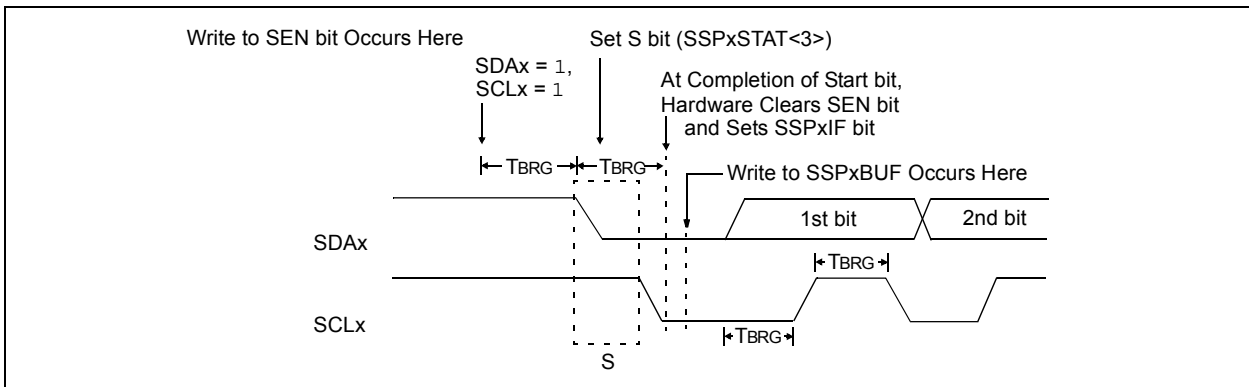 Write to SEN bit Occurs Here
Set S bit (SSPxSTAT<3>)
SDAx = 1,
SCLx = 1
At Completion of Start bit,
Hardware Clears SEN bit
and Sets SSPxIF bit
TBRG
TBRG
Write to SSPxBUF Occurs Here
1st bit
2nd bit
SDAx
TBRG
SCLx
TBRG
S